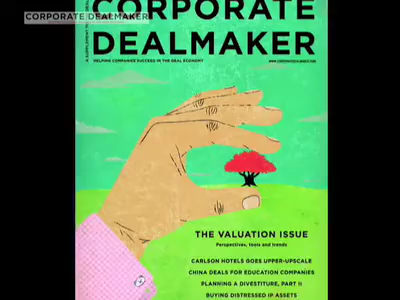 CORPORATE
CORPORATE DEALMAKER
DEALMAKER
HELPING COMPANIES SUCCEED IN THE DEAL ECONOMY
THE VALUATION ISSUE
Perspectives, tools and trends
CARLSON HOTELS GOES UPPER-UPSCALE
CHINA DEALS FOR EDUCATION COMPANIES
PLANNING A DIVESTITURE, PART II
BUYING DISTRESSED IP ASSETS